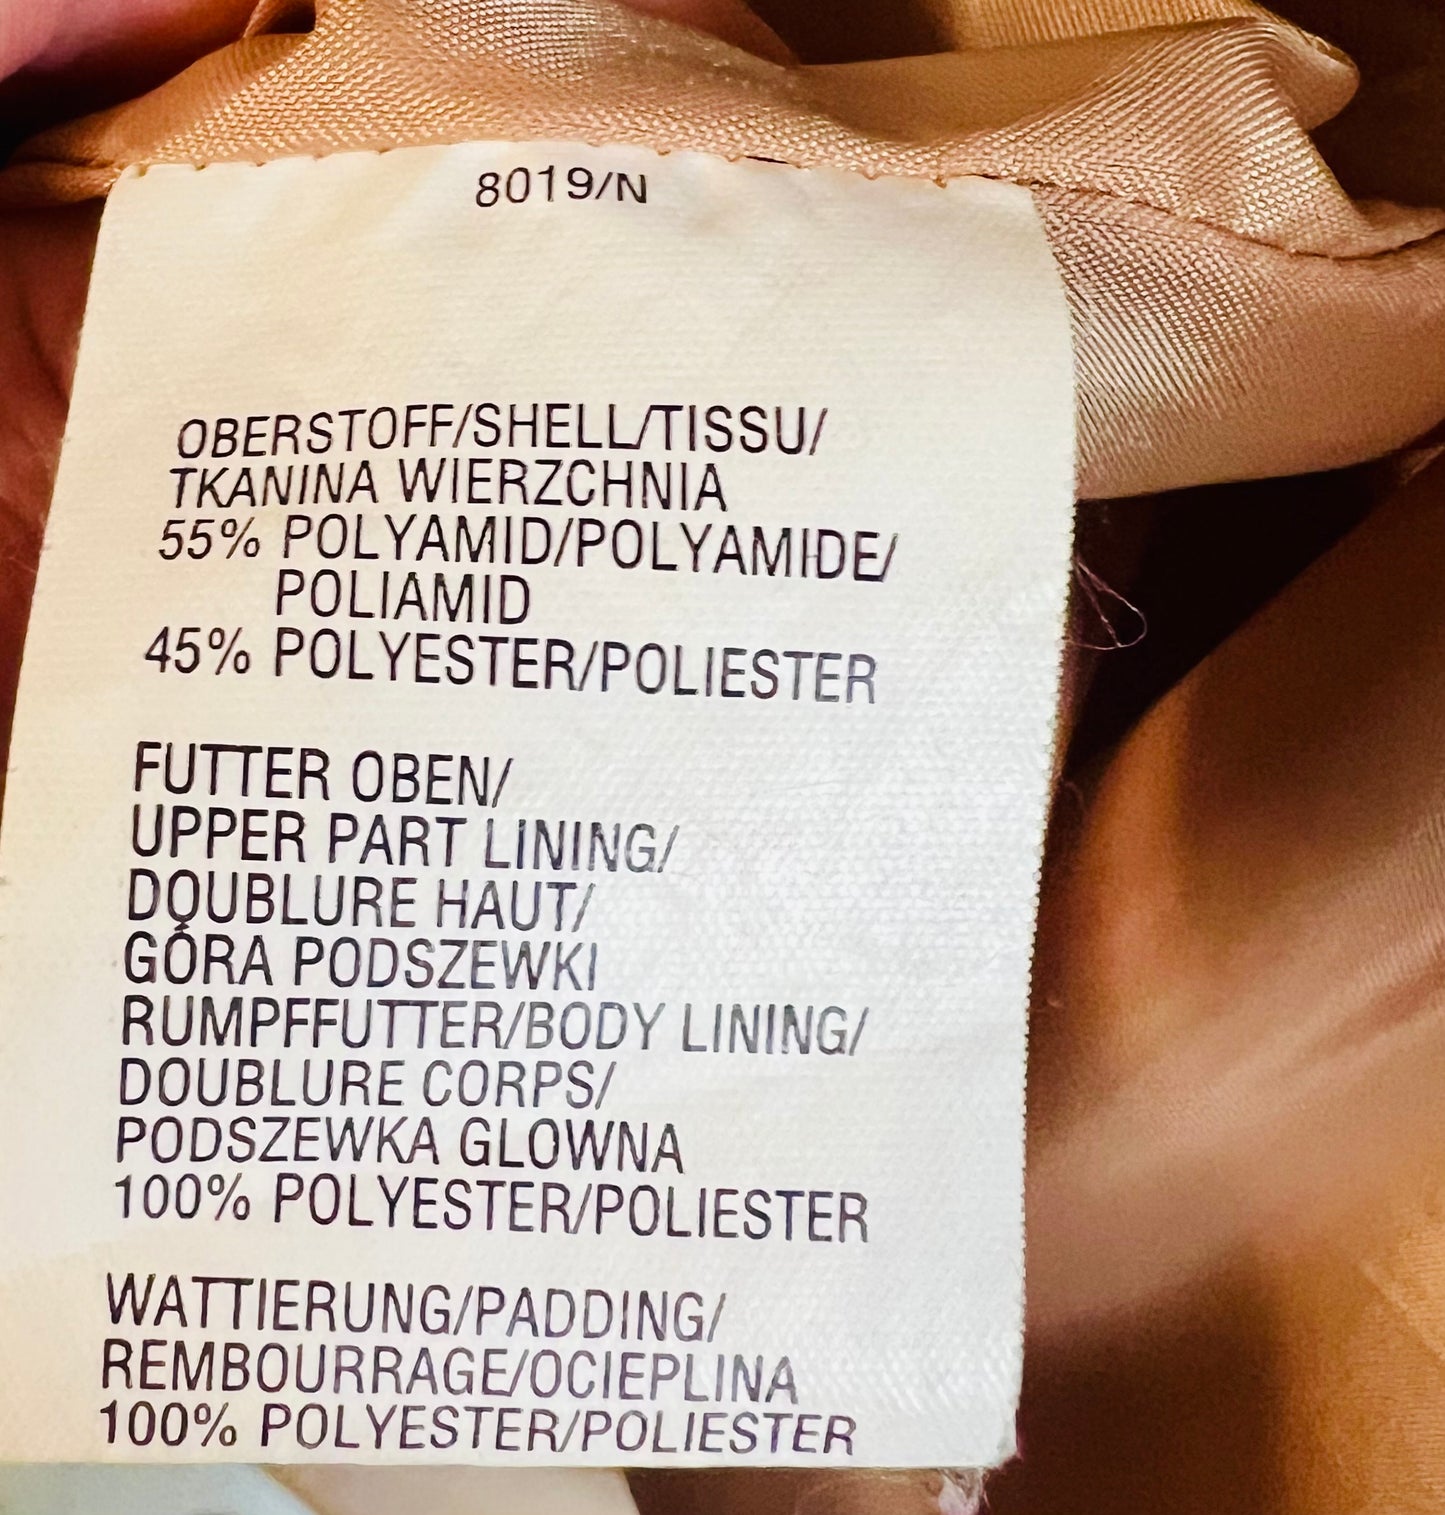 8019/N
OBERSTOFF/SHELL/TISSU/
TKANINA WIERZCHNIA
55% POLYAMID/POLYAMIDE/
POLIAMID
45% POLYESTER/POLIESTER
FUTTER OBEN/
UPPER PART LINING/
DOUBLURE HAUT/
GÓRA PODSZEWKI
RUMPFFUTTER/BODY LINING/
DOUBLURE CORPS/
PODSZEWKA GLOWNA
100% POLYESTER/POLIESTER
WATTIERUNG/PADDING/
REMBOURRAGE/OCIEPLINA
100% POLYESTER/POLIESTER